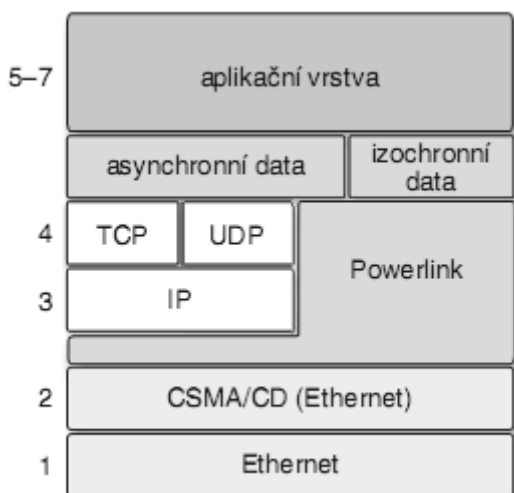 5–7 aplikační vrstva
asynchronní data
izochronní
data
4 TCP UDP
Powerlink
3 IP
2 CSMA/CD (Ethernet)
1 Ethernet